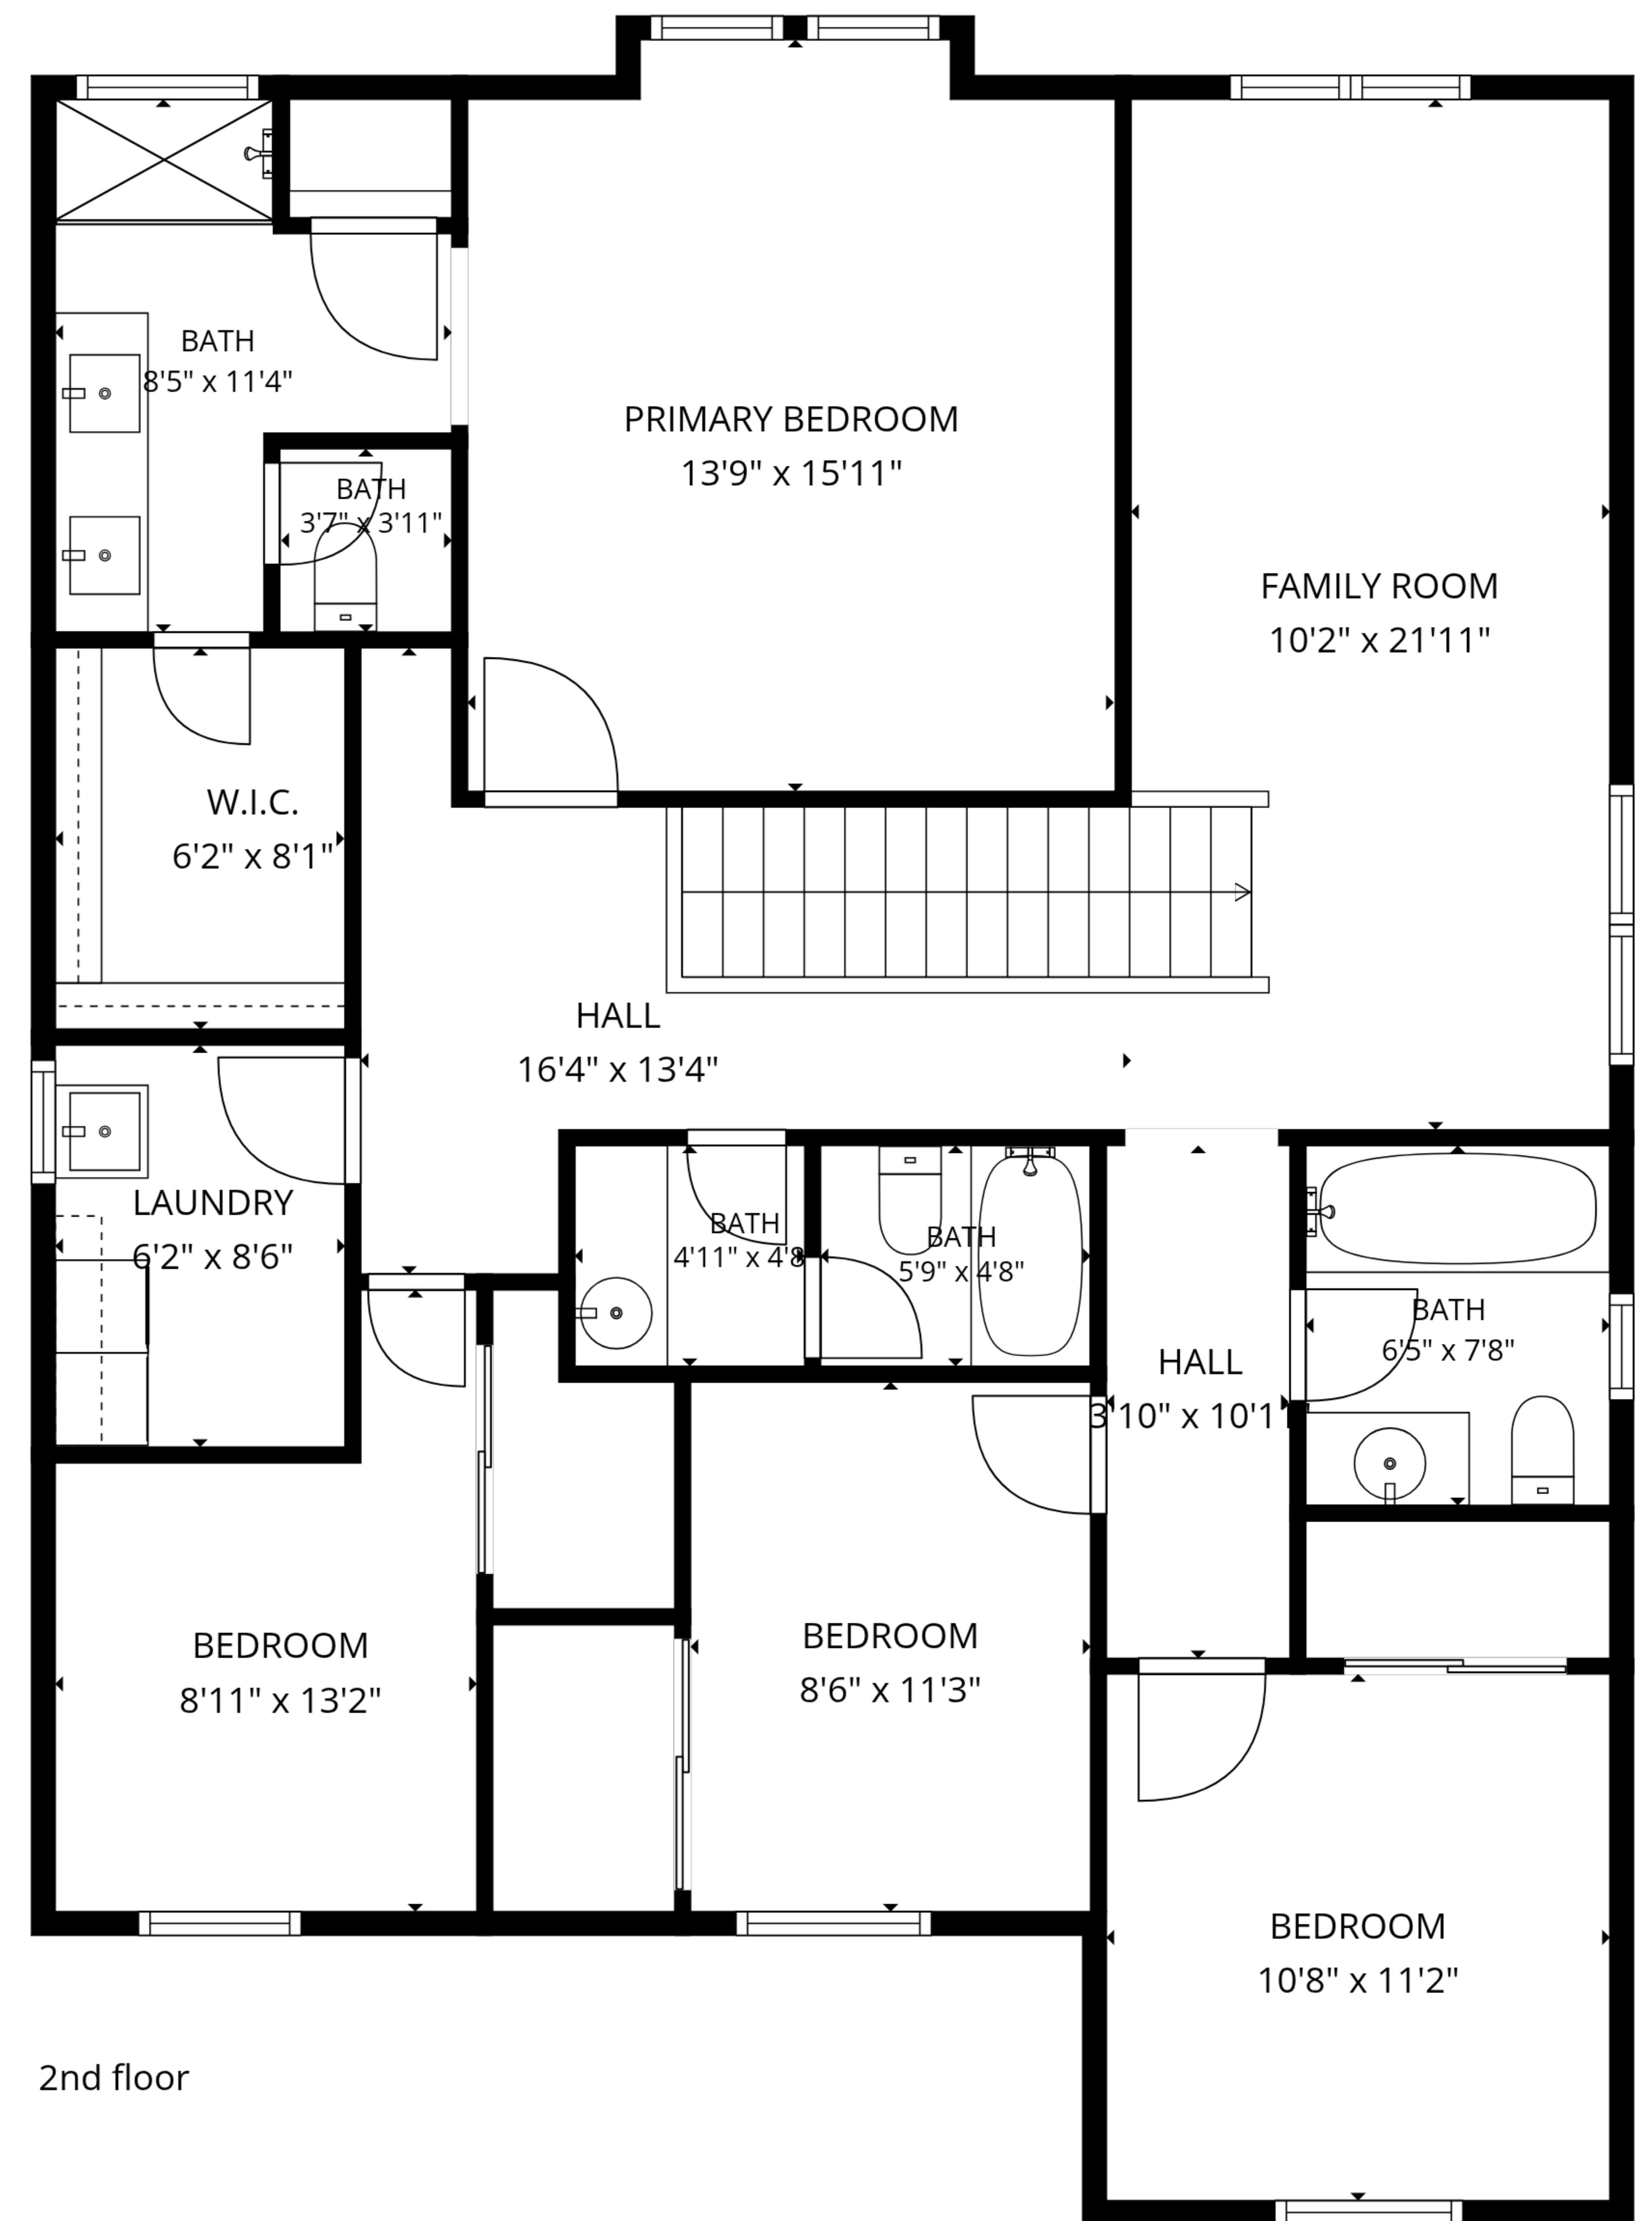 BATH
8'5" x 11'4"
PRIMARY BEDROOM
13'9" x 15'11"
BATH
3'7" x 3'11"
FAMILY ROOM
10'2" x 21'11"
W.I.C.
6'2" x 8'1"
HALL
16'4" x 13'4"
LAUNDRY
6'2" x 8'6"
BATH
4'11" x 4'8
BATH
5'9" x 4'8"
HALL
3'10" x 10'1
BATH
6'5" x 7'8"
BEDROOM
8'11" x 13'2"
BEDROOM
8'6" x 11'3"
BEDROOM
10'8" x 11'2"
2nd floor